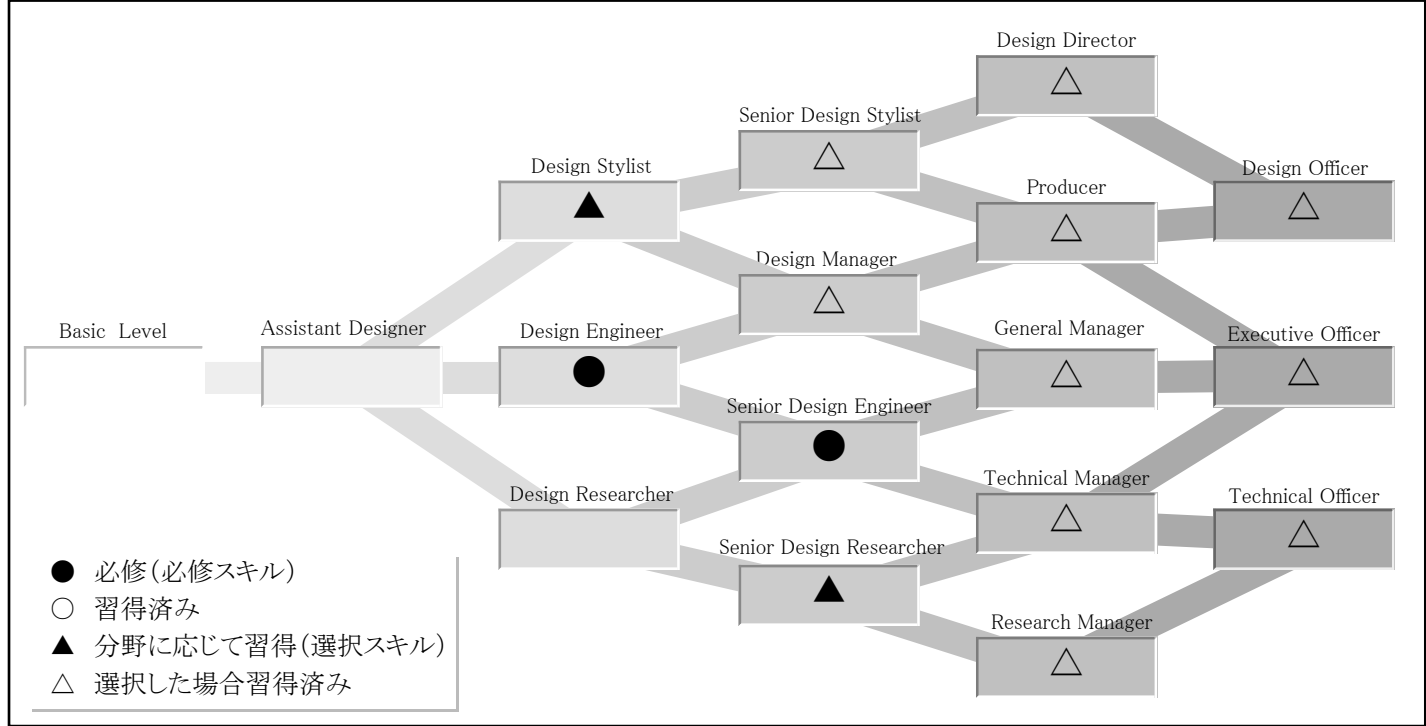 Design Director
△
Senior Design Stylist
△
Design Stylist
▲
Design Officer
△
Producer
△
Design Manager
△
Basic Level
Assistant Designer
Design Engineer
●
General Manager
△
Executive Officer
△
Senior Design Engineer
●
Technical Manager
△
Design Researcher
Technical Officer
△
Senior Design Researcher
▲
Research Manager
△
● 必修(必修スキル)
○ 習得済み
▲ 分野に応じて習得(選択スキル)
△ 選択した場合習得済み